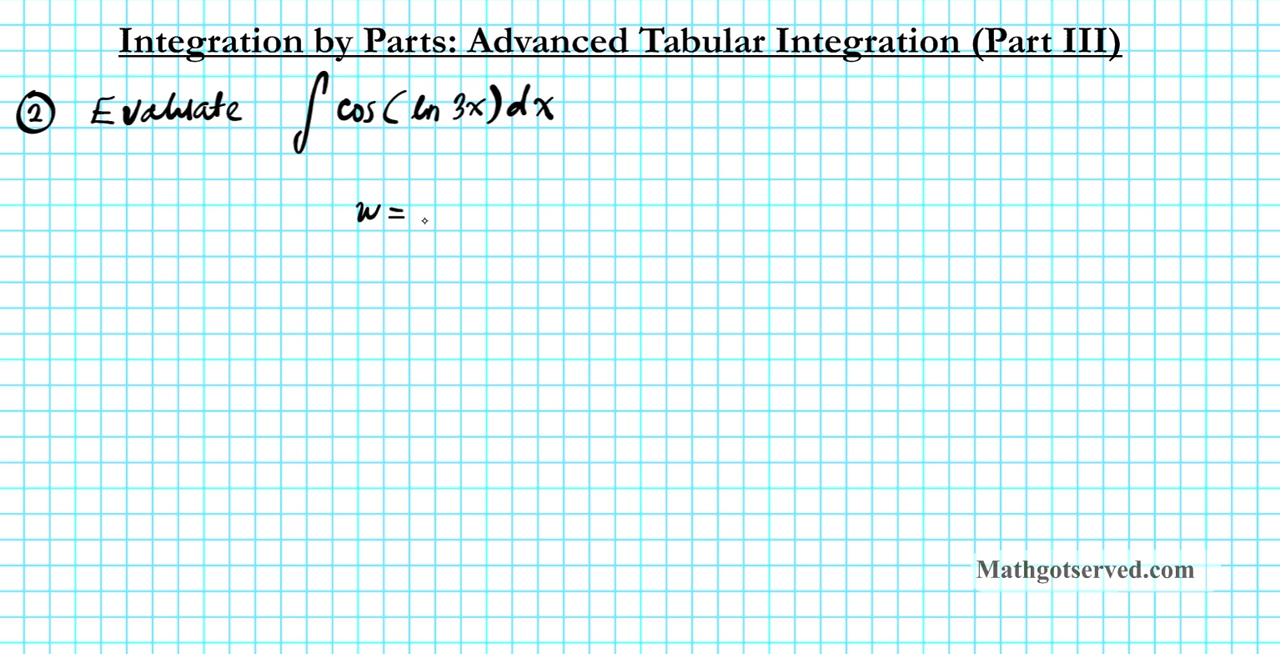 Integration by Parts: Advanced Tabular Integration (Part III)
② Evaluate ∫ cos(ln 3x)dx
w =
Mathgotserved.com